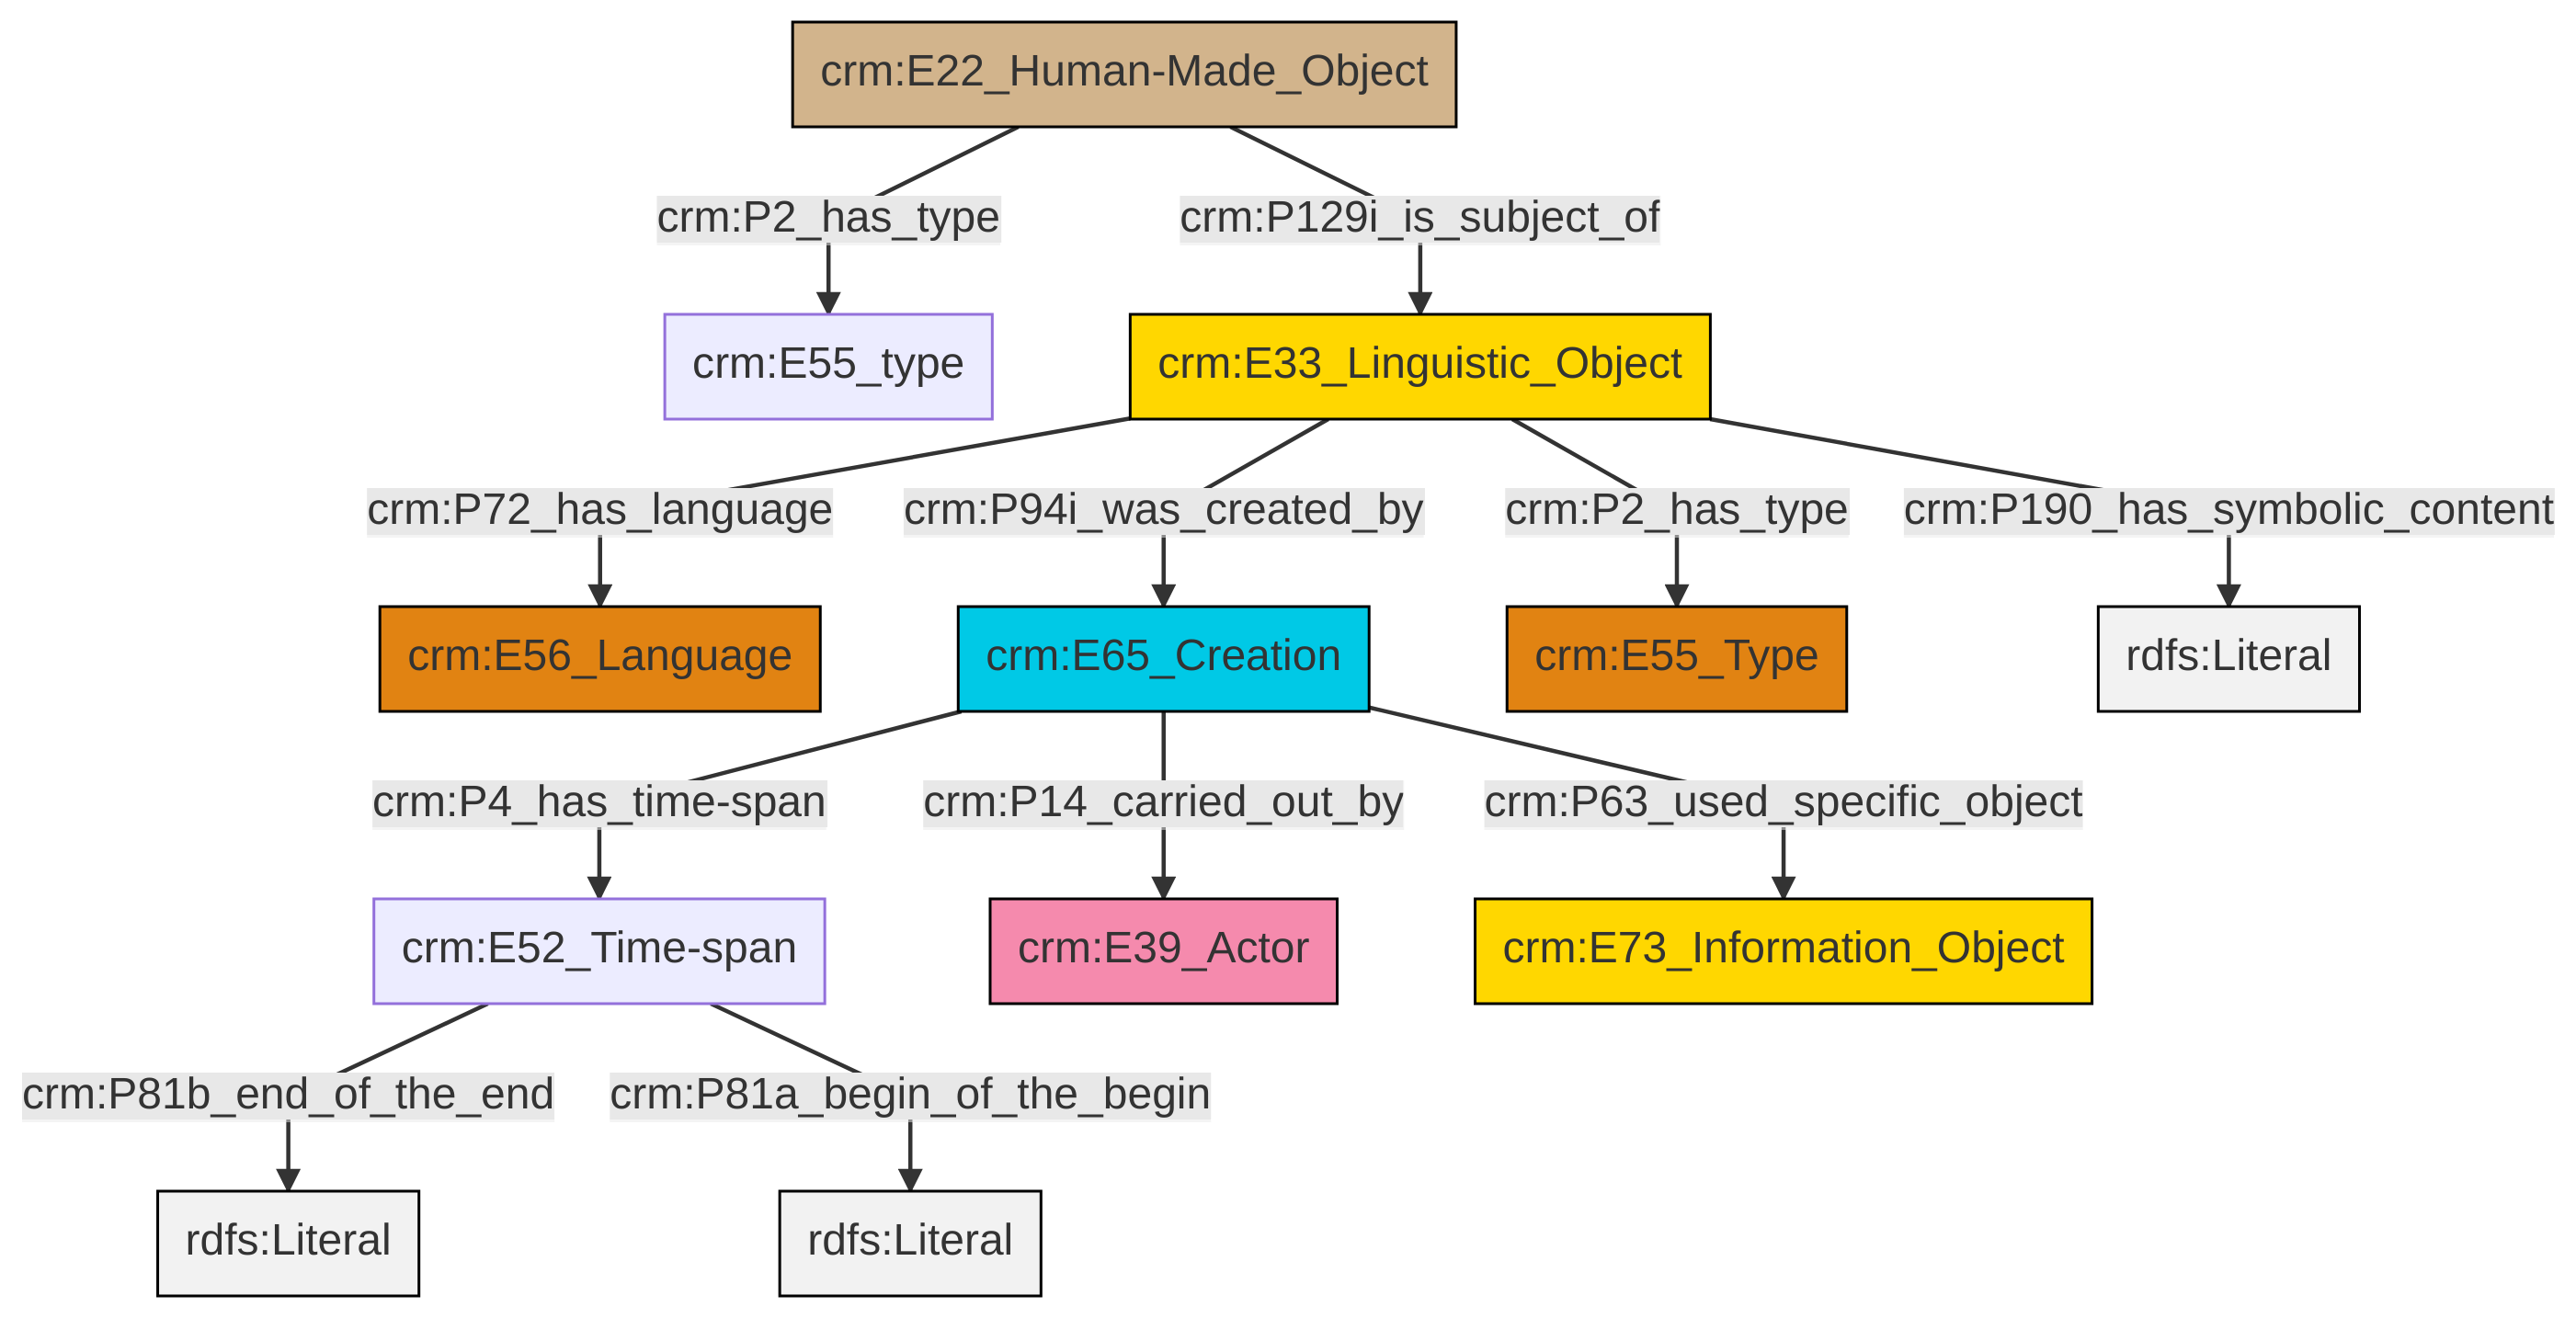 crm:E22_Human-Made_Object
crm:P2_has_type
crm:P129i_is_subject_of
crm:E55_type
crm:E33_Linguistic_Object
crm:P72_has_language
crm:P94i_was_created_by
crm:P2_has_type
crm:P190_has_symbolic_content
crm:E56_Language
crm:E65_Creation
crm:E55_Type
rdfs:Literal
crm:P4_has_time-span
crm:P14_carried_out_by
crm:P63_used_specific_object
crm:E52_Time-span
crm:E39_Actor
crm:E73_Information_Object
crm:P81b_end_of_the_end
crm:P81a_begin_of_the_begin
rdfs:Literal
rdfs:Literal